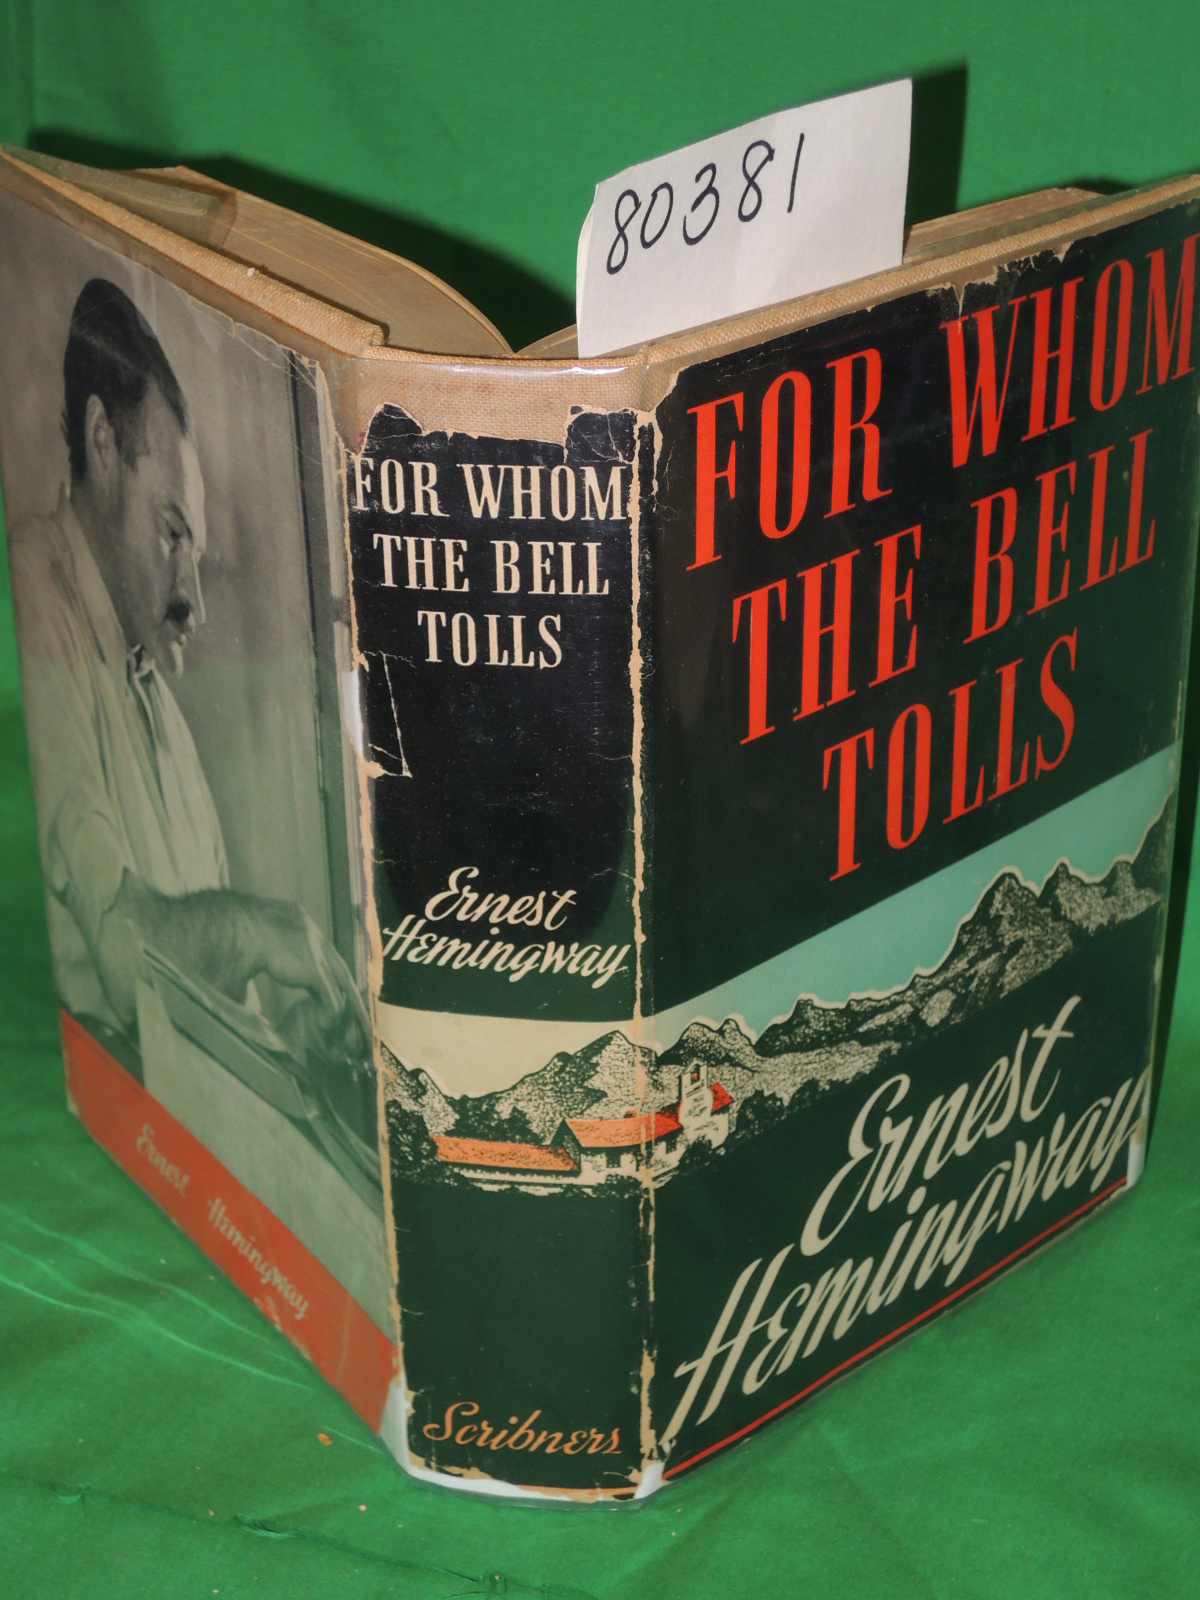 80381
FOR WHOM
THE BELL
TOLLS
Ernest
Hemingway
Scribners
FOR WHOM
THE BELL
TOLLS
Ernest
Hemingway
Ernest Hemingway